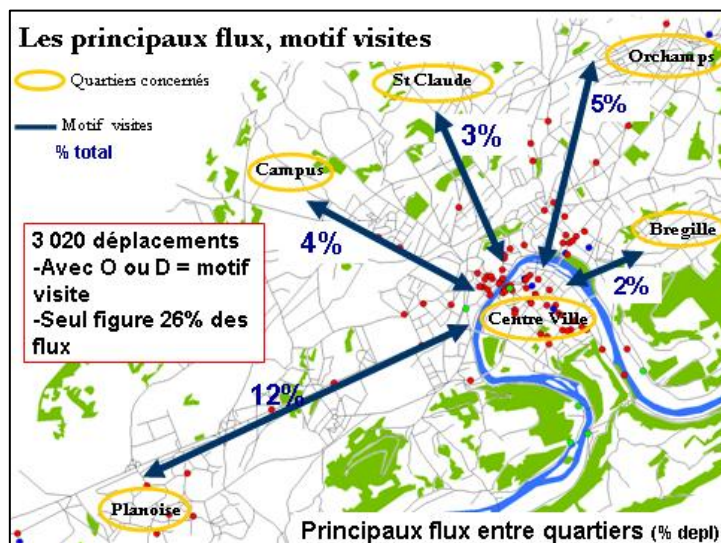 Les principaux flux, motif visites
Quartiers concernés
Motif visites
% total
Orchamps
St Claude
5%
3%
Campus
Bregille
4%
2%
3 020 déplacements
-Avec O ou D = motif
visite
-Seul figure 26% des
flux
Centre Ville
12%
Planoise
Principaux flux entre quartiers (% depl)